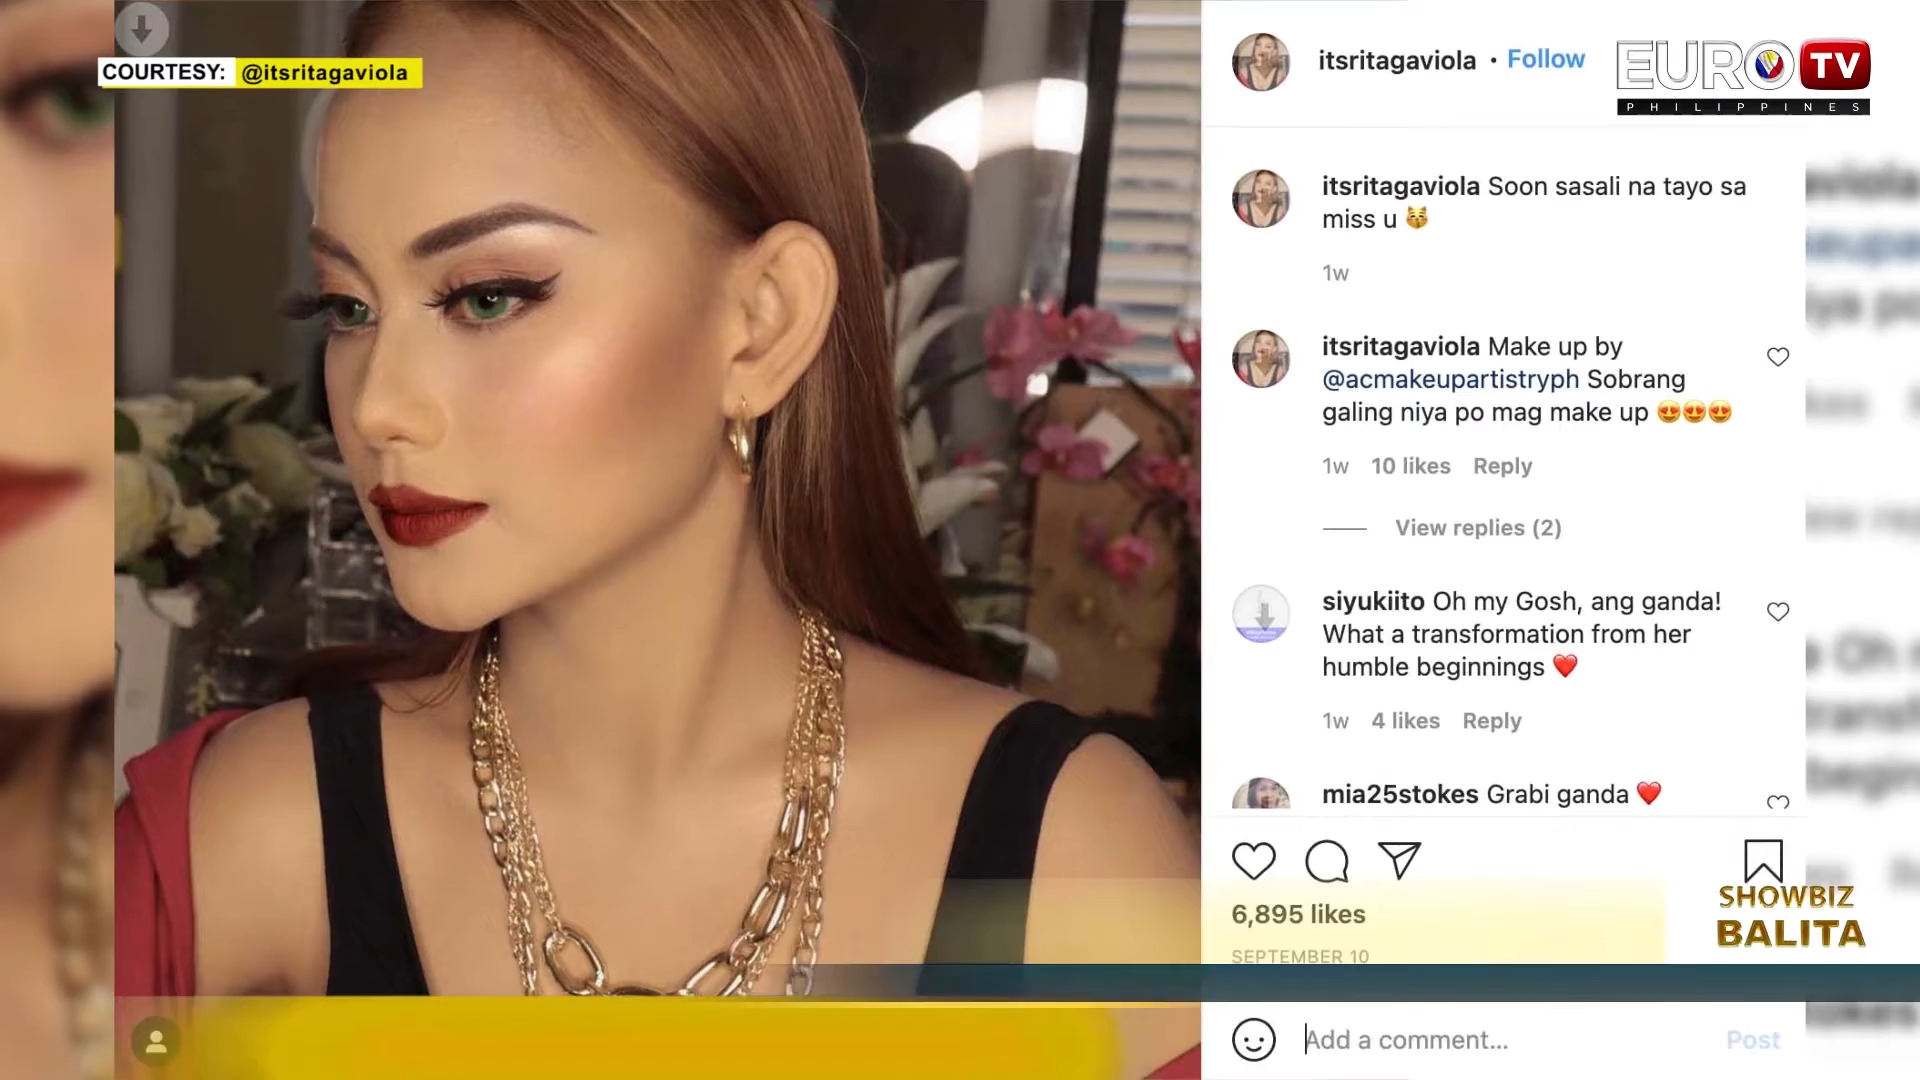 COURTESY: @itsritagaviola
itsritagaviola • Follow
EURO TV
PHILIPPINES
itsritagaviola Soon sasali na tayo sa
miss u 😽
1w
itsritagaviola Make up by
@acmakeupartistryph Sobrang
galing niya po mag make up 😍😍😍
1w 10 likes Reply
View replies (2)
siyukiito Oh my Gosh, ang ganda!
What a transformation from her
humble beginnings ❤️
1w 4 likes Reply
mia25stokes Grabi ganda ❤️
6,895 likes
SEPTEMBER 10
SHOWBIZ
BALITA
Add a comment...
Post